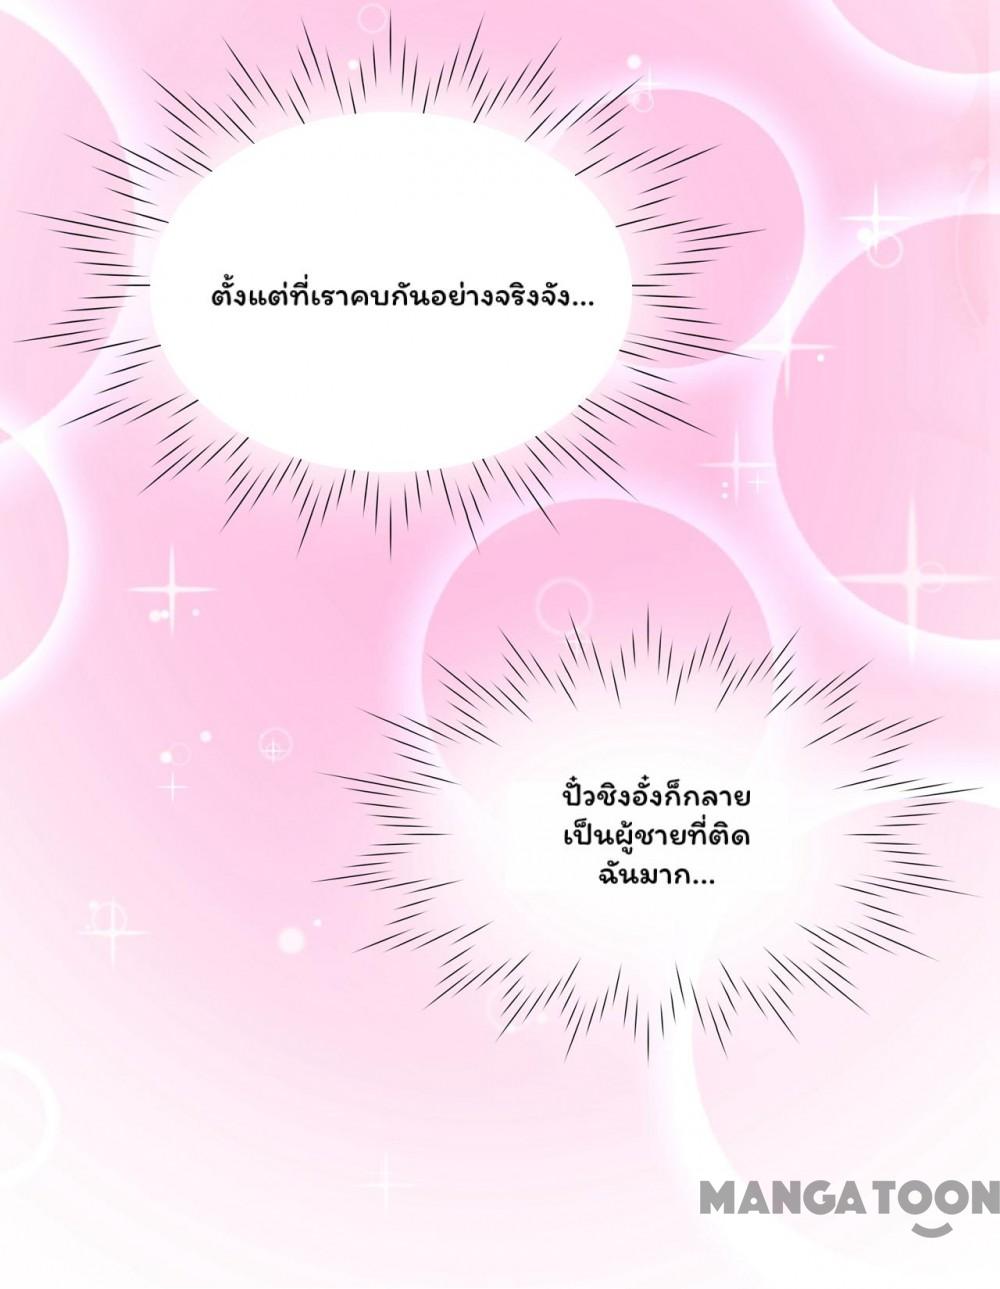 ตั้งแต่ที่เราคบกันอย่างจริงจัง...
ปั๋วชิงอั๋งก็กลาย
เป็นผู้ชายที่ติด
ฉันมาก...
MANGATOON